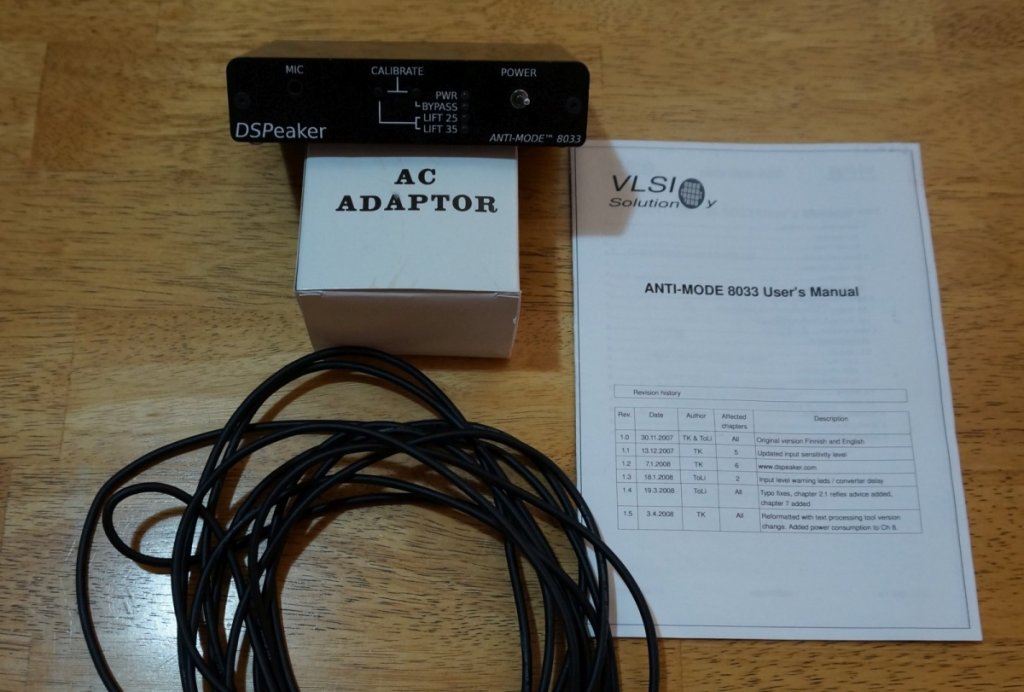 MIC
CALIBRATE
POWER
PWR
BYPASS
LIFT 25
LIFT 35
DSPeaker
ANTI-MODE™ 8033
AC
ADAPTOR
VLSI
Solution y
ANTI-MODE 8033 User's Manual
Revision history
Rev. Date Author Affected chapters Description
1.0 30.11.2007 TK & ToLi All Original version Finnish and English
1.1 13.12.2007 TK 5 Updated input sensitivity level
1.2 7.1.2008 TK 6 www.dspeaker.com
1.3 18.1.2008 ToLi 2 Input level warning leds / converter delay
1.4 19.3.2008 ToLi All Typo fixes, chapter 2.1 reflex advice added,
chapter 7 added
1.5 3.4.2008 TK All Reformatted with text processing tool version
change. Added power consumption to Ch 8.